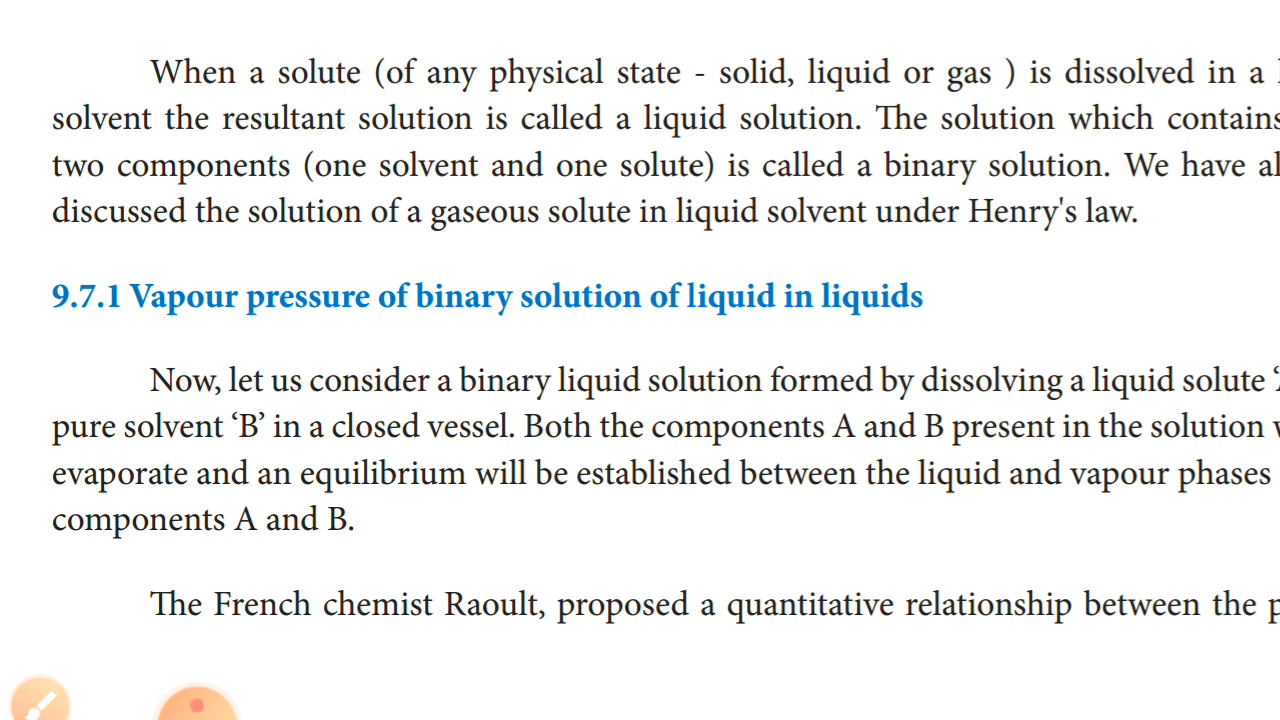 When a solute (of any physical state - solid, liquid or gas ) is dissolved in a
solvent the resultant solution is called a liquid solution. The solution which contains
two components (one solvent and one solute) is called a binary solution. We have
discussed the solution of a gaseous solute in liquid solvent under Henry's law.
9.7.1 Vapour pressure of binary solution of liquid in liquids
Now, let us consider a binary liquid solution formed by dissolving a liquid solute
pure solvent ‘B’ in a closed vessel. Both the components A and B present in the solution
evaporate and an equilibrium will be established between the liquid and vapour phases
components A and B.
The French chemist Raoult, proposed a quantitative relationship between the